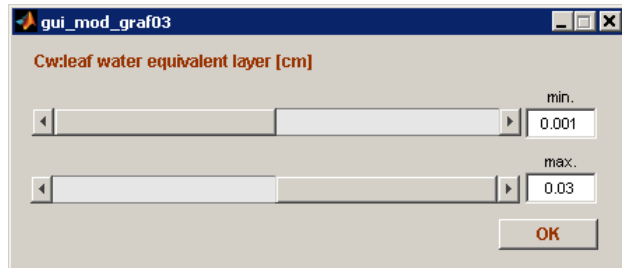 gui_mod_graf03
Cw:leaf water equivalent layer [cm]
min.
0.001
max.
0.03
OK